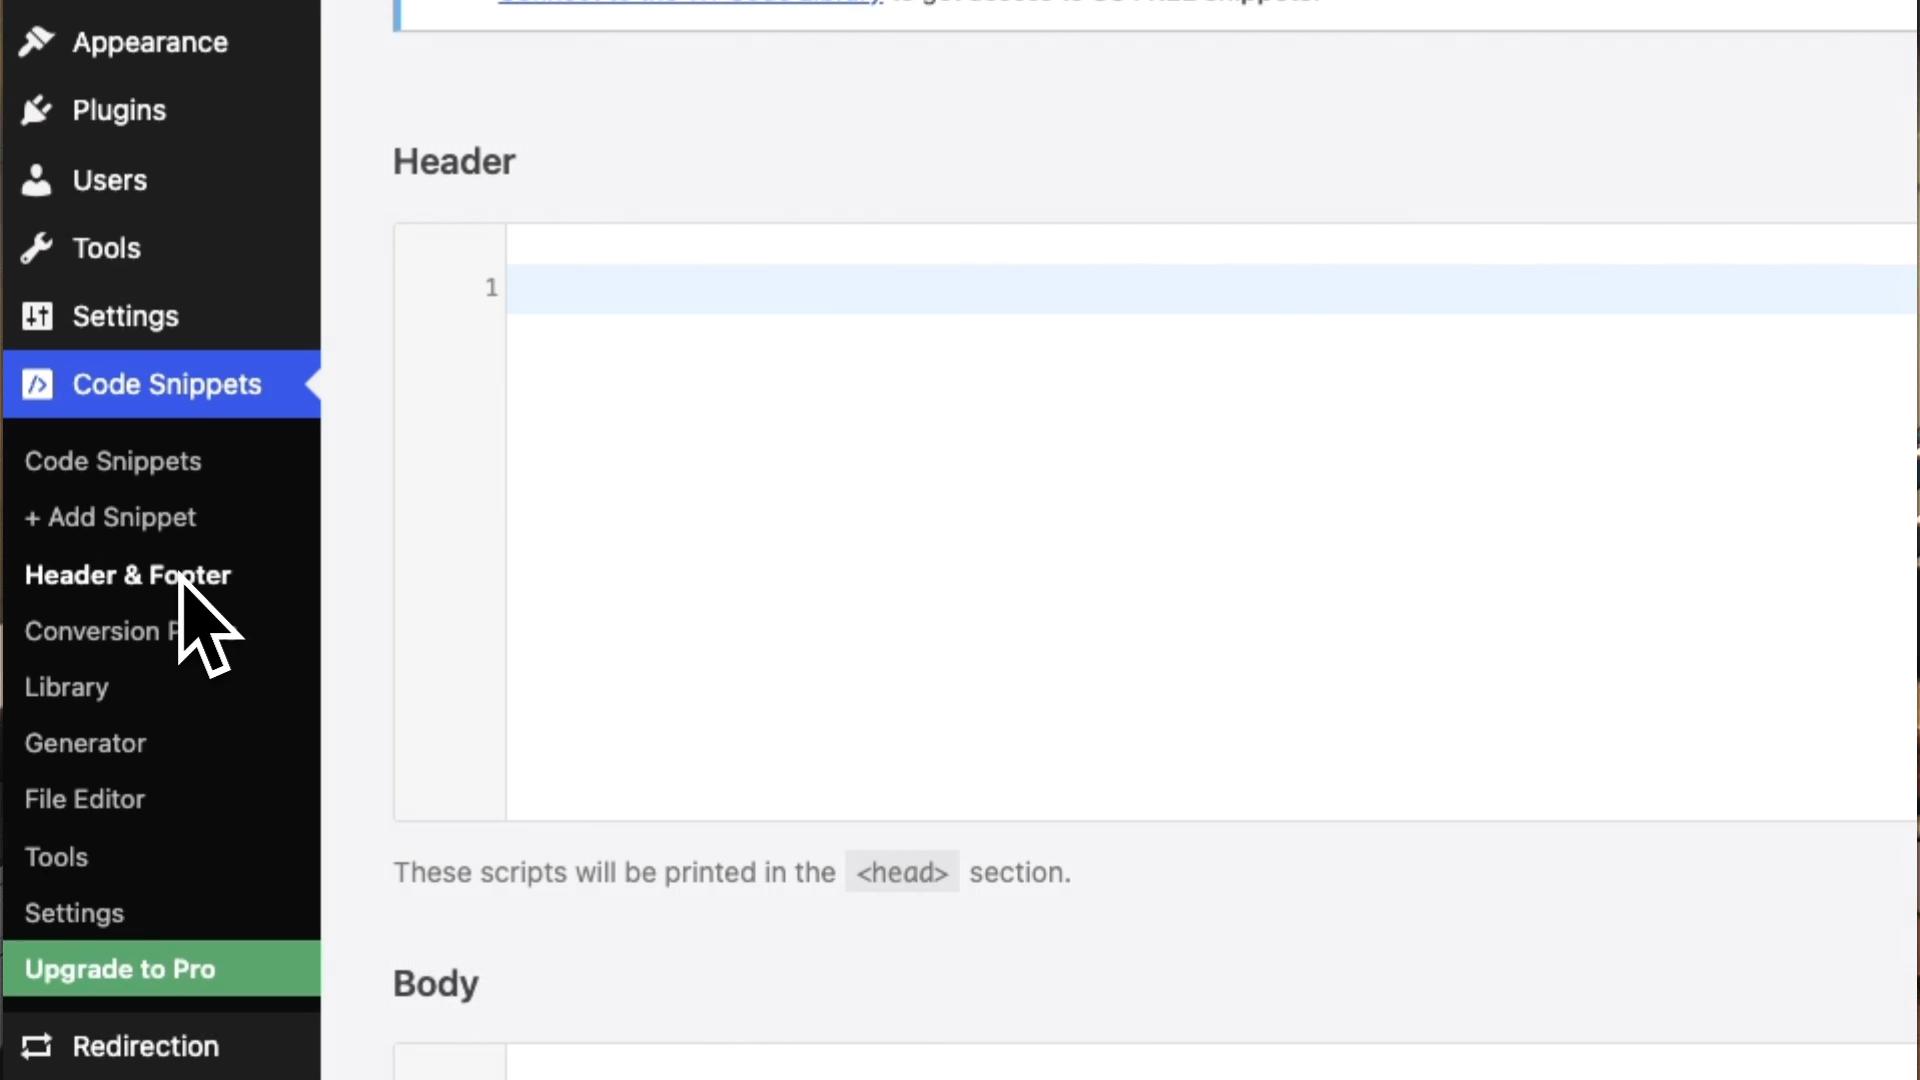 Appearance
Plugins
Users
Tools
Settings
Code Snippets
Code Snippets
+ Add Snippet
Header & Footer
Conversion
Library
Generator
File Editor
Tools
Settings
Upgrade to Pro
Redirection
Header
1
These scripts will be printed in the <head> section.
Body